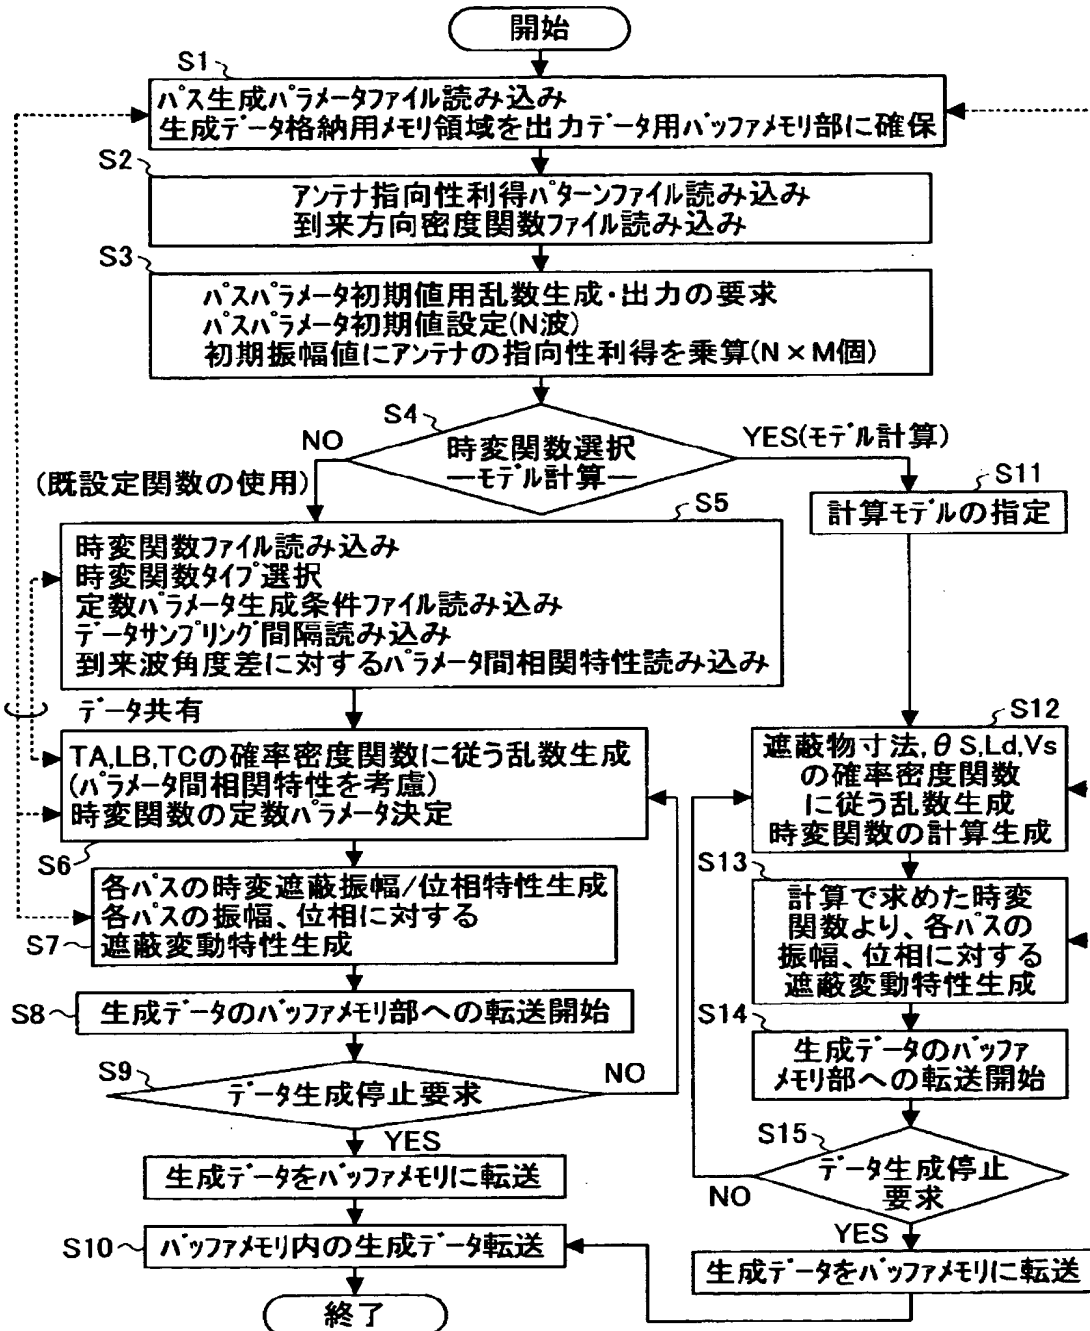 開始
S1
パス生成パラメータファイル読み込み
生成データ格納用メモリ領域を出力データ用バッファメモリ部に確保
S2
アンテナ指向性利得パターンファイル読み込み
到来方向密度関数ファイル読み込み
S3
パスパラメータ初期値用乱数生成・出力の要求
パスパラメータ初期値設定(N波)
初期振幅値にアンテナの指向性利得を乗算(N×M個)
S4
時変関数選択
―モデル計算―
NO
(既設定関数の使用)
YES(モデル計算)
S11
計算モデルの指定
S5
時変関数ファイル読み込み
時変関数タイプ選択
定数パラメータ生成条件ファイル読み込み
データサンプリング間隔読み込み
到来波角度差に対するパラメータ間相関特性読み込み
データ共有
TA,LB,TCの確率密度関数に従う乱数生成
(パラメータ間相関特性を考慮)
時変関数の定数パラメータ決定
S6
各パスの時変遮蔽振幅/位相特性生成
各パスの振幅、位相に対する
遮蔽変動特性生成
S7
S8
生成データのバッファメモリ部への転送開始
S9
データ生成停止要求
NO
YES
生成データをバッファメモリに転送
S10
バッファメモリ内の生成データ転送
終了
S12
遮蔽物寸法,θS,Ld,Vs
の確率密度関数
に従う乱数生成
時変関数の計算生成
S13
計算で求めた時変
関数より、各パスの
振幅、位相に対する
遮蔽変動特性生成
S14
生成データのバッファ
メモリ部への転送開始
S15
データ生成停止
要求
NO
YES
生成データをバッファメモリに転送